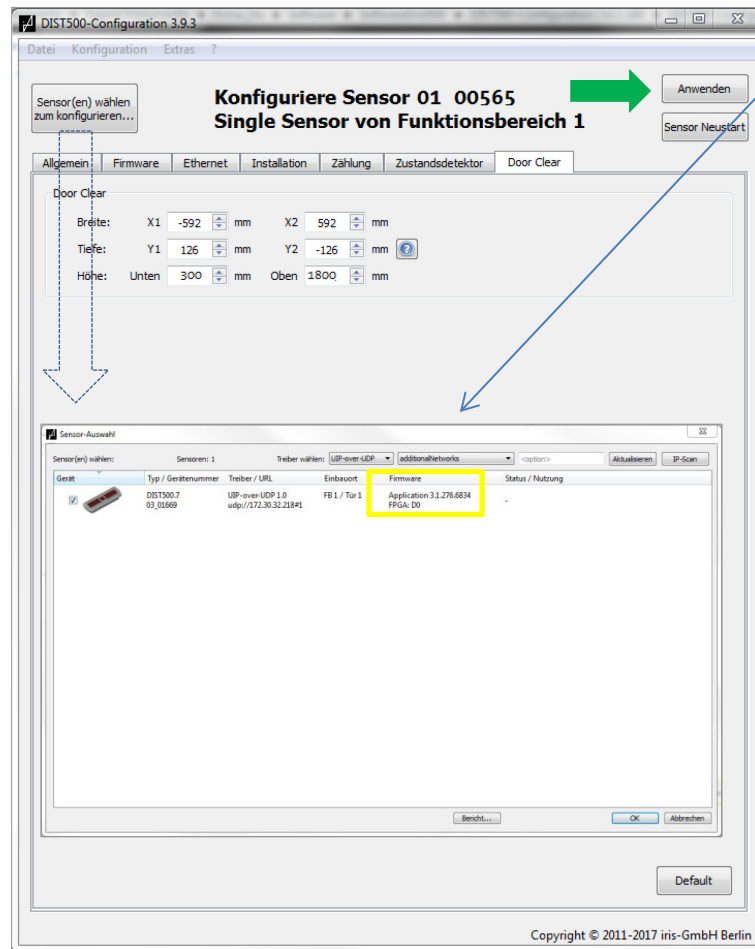 DIST500-Configuration 3.9.3
Datei Konfiguration Extras ?
Sensor(en) wählen
zum konfigurieren...
Konfiguriere Sensor 01 00565
Single Sensor von Funktionsbereich 1
Anwenden
Sensor Neustart
Allgemein Firmware Ethernet Installation Zählung Zustandsdetektor Door Clear
Door Clear
Breite: X1 -592 mm X2 592 mm
Tiefe: Y1 126 mm Y2 -126 mm ?
Höhe: Unten 300 mm Oben 1800 mm
Sensor-Auswahl
Sensor(en) wählen: Sensoren: 1 Treiber wählen: UIP-over-UDP additionalNetworks <option> Aktualisieren IP-Scan
Gerät Typ / Gerätenummer Treiber / URL Einbauort Firmware Status / Nutzung
DIST500.7 UIP-over-UDP 1.0 FB 1 / Tür 1 Application 3.1.276.6834 -
03_01669 udp://172.30.32.218#1 FPGA: D0
Bericht... OK Abbrechen
Default
Copyright © 2011-2017 iris-GmbH Berlin